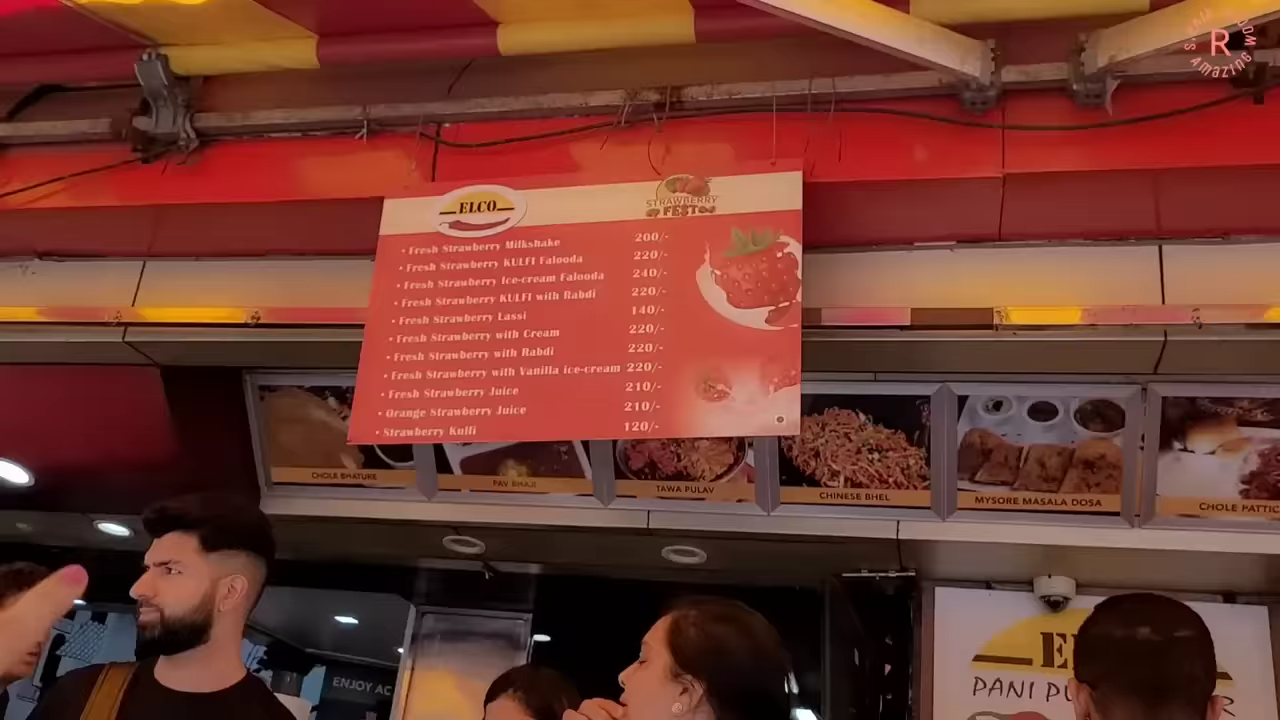 R
Amazing
ELCO
STRAWBERRY
FEST
• Fresh Strawberry Milkshake 200/-
• Fresh Strawberry KULFI Falooda 220/-
• Fresh Strawberry Ice-cream Falooda 240/-
• Fresh Strawberry KULFI with Rabdi 220/-
• Fresh Strawberry Lassi 140/-
• Fresh Strawberry with Cream 220/-
• Fresh Strawberry with Rabdi 220/-
• Fresh Strawberry with Vanilla ice-cream 220/-
• Fresh Strawberry Juice 210/-
• Orange Strawberry Juice 210/-
• Strawberry Kulfi 120/-
CHOLE BHATURE
PAV BHAJI
TAWA PULAV
CHINESE BHEL
MYSORE MASALA DOSA
CHOLE PATTIC
ENJOY AC
PANI PU